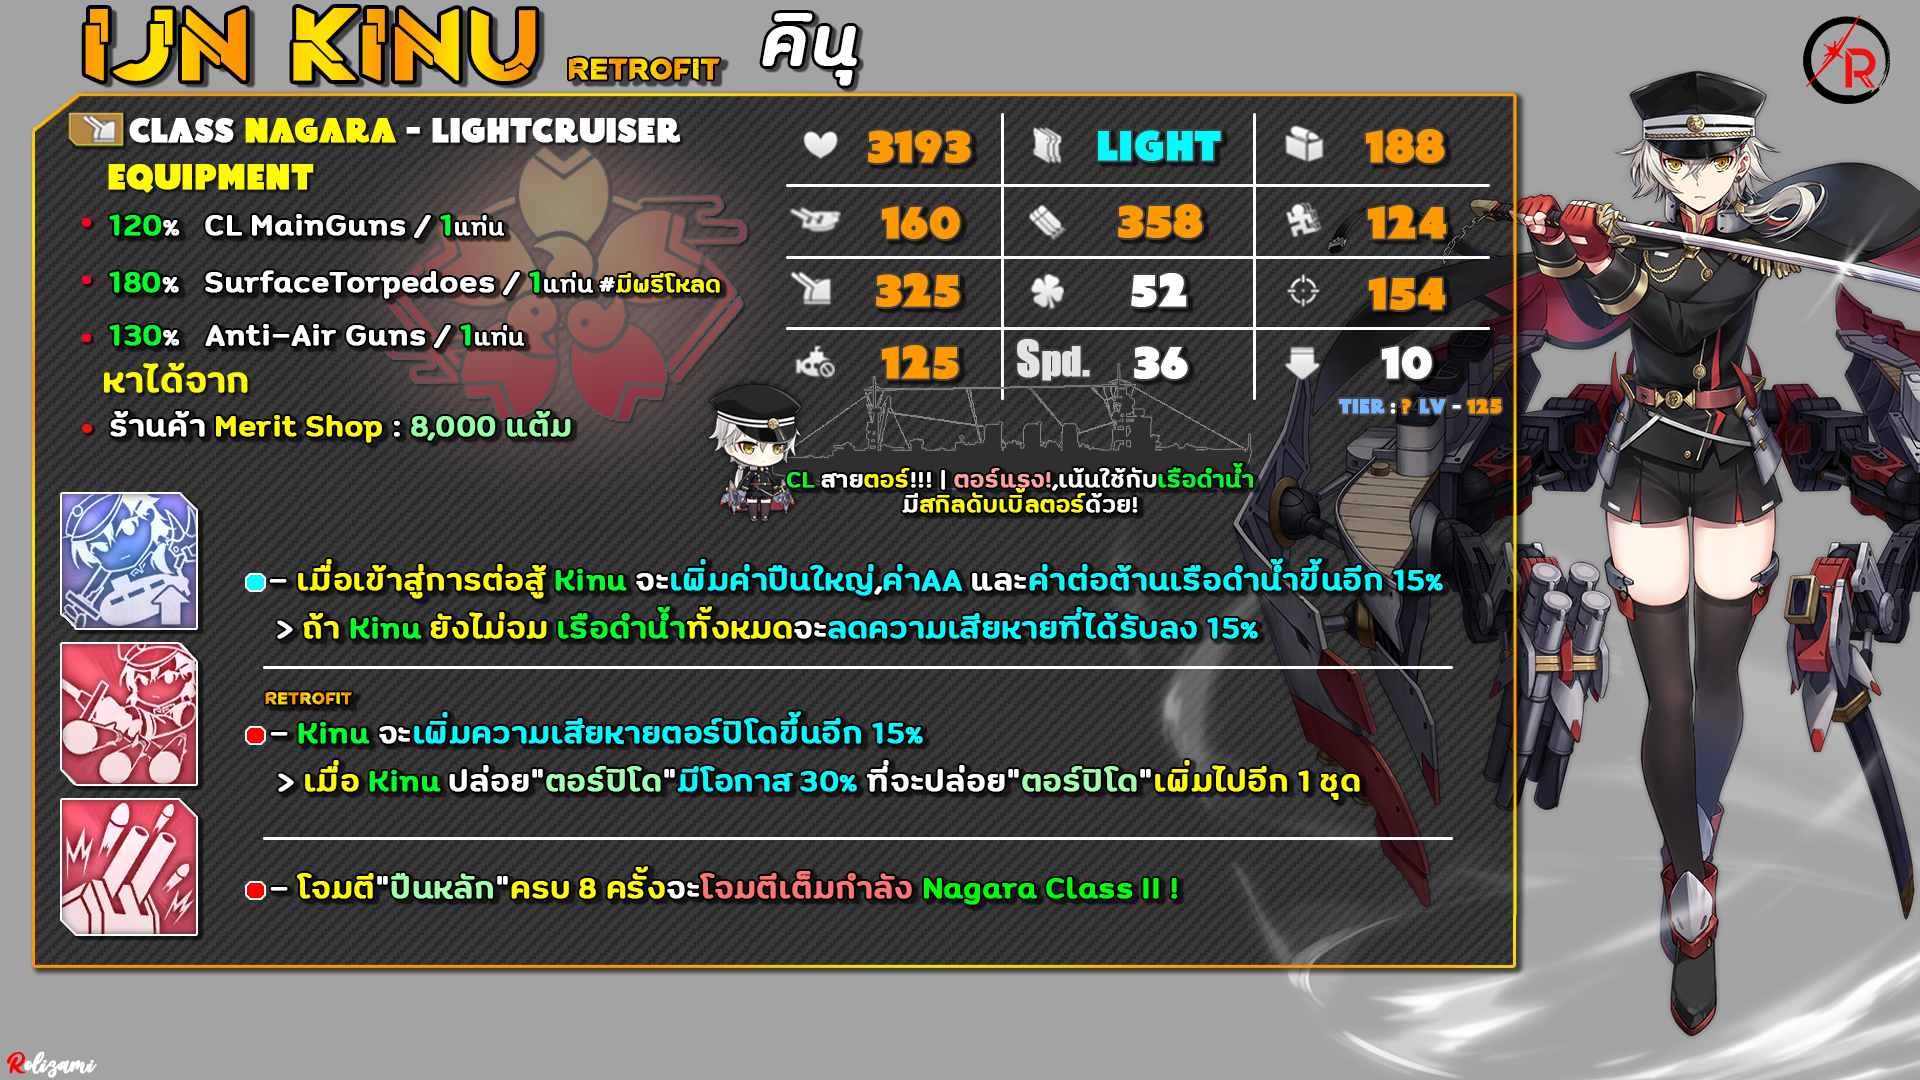 IJN KINU RETROFIT คินุ
R
CLASS NAGARA - LIGHTCRUISER
EQUIPMENT
120% CL MainGuns / 1แท่น
180% SurfaceTorpedoes / 1แท่น #มีพรีโหลด
130% Anti-Air Guns / 1แท่น
หาได้จาก
ร้านค้า Merit Shop : 8,000 แต้ม
3193 LIGHT 188
160 358 124
325 52 154
125 Spd. 36 10
TIER : ? LV - 125
CL สายตอร์!!! | ตอร์แรง!,เน้นใช้กับเรือดำน้ำ
มีสกิลดับเบิ้ลตอร์ด้วย!
- เมื่อเข้าสู่การต่อสู้ Kinu จะเพิ่มค่าปืนใหญ่,ค่าAA และค่าต่อต้านเรือดำน้ำขึ้นอีก 15%
> ถ้า Kinu ยังไม่จม เรือดำน้ำทั้งหมดจะลดความเสียหายที่ได้รับลง 15%
RETROFIT
- Kinu จะเพิ่มความเสียหายตอร์ปิโดขึ้นอีก 15%
> เมื่อ Kinu ปล่อย"ตอร์ปิโด"มีโอกาส 30% ที่จะปล่อย"ตอร์ปิโด"เพิ่มไปอีก 1 ชุด
- โจมตี"ปืนหลัก"ครบ 8 ครั้งจะโจมตีเต็มกำลัง Nagara Class II !
Rolizami